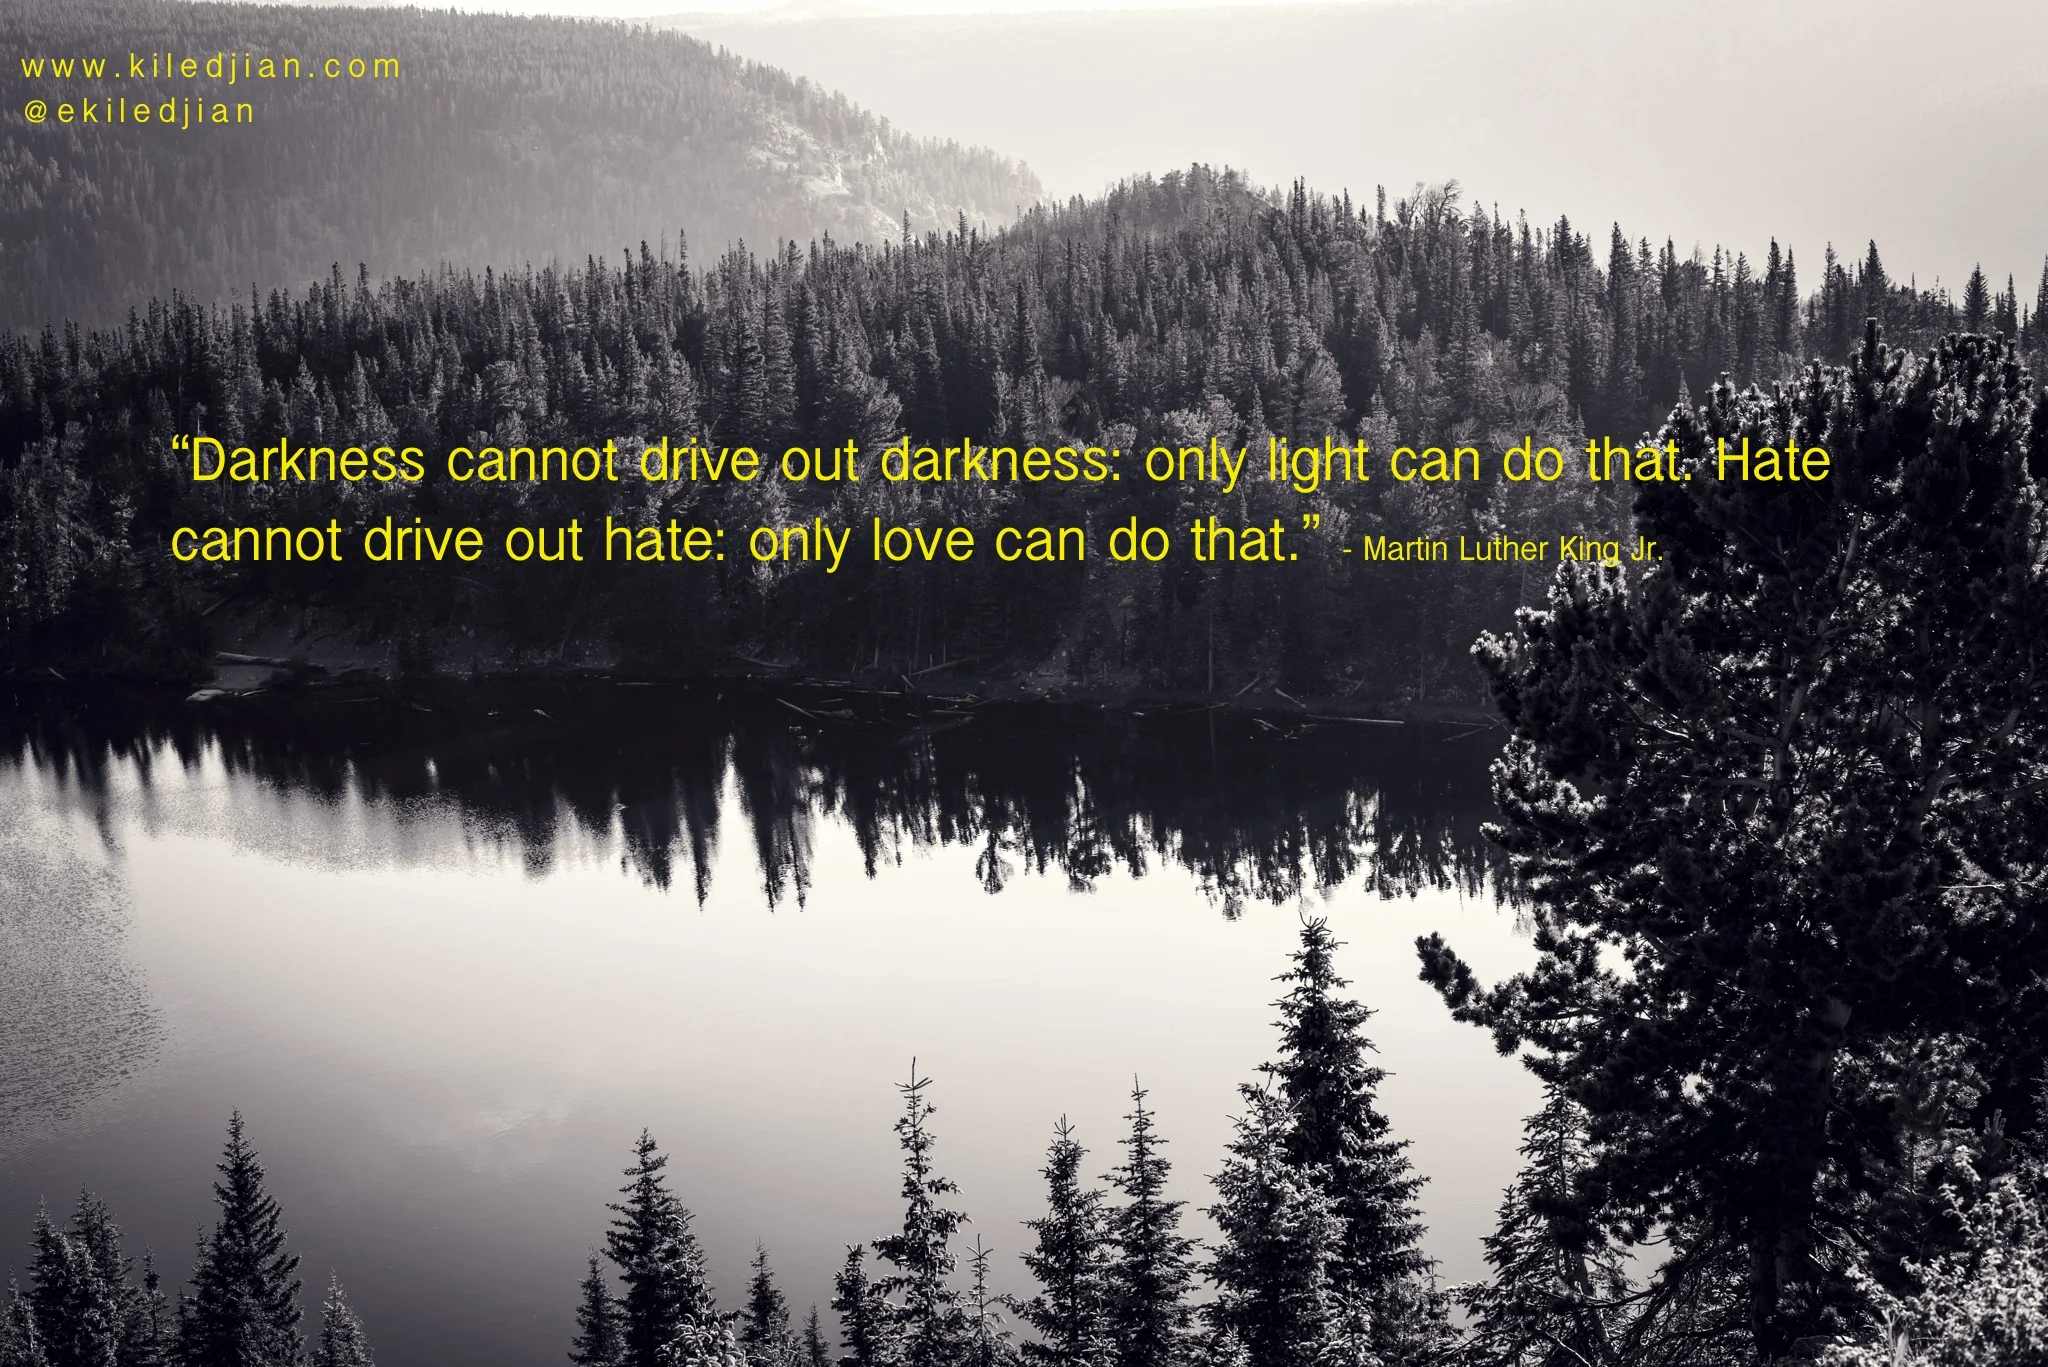 www.kiledjian.com
@ekiledjian
“Darkness cannot drive out darkness: only light can do that. Hate
cannot drive out hate: only love can do that.” - Martin Luther King Jr.